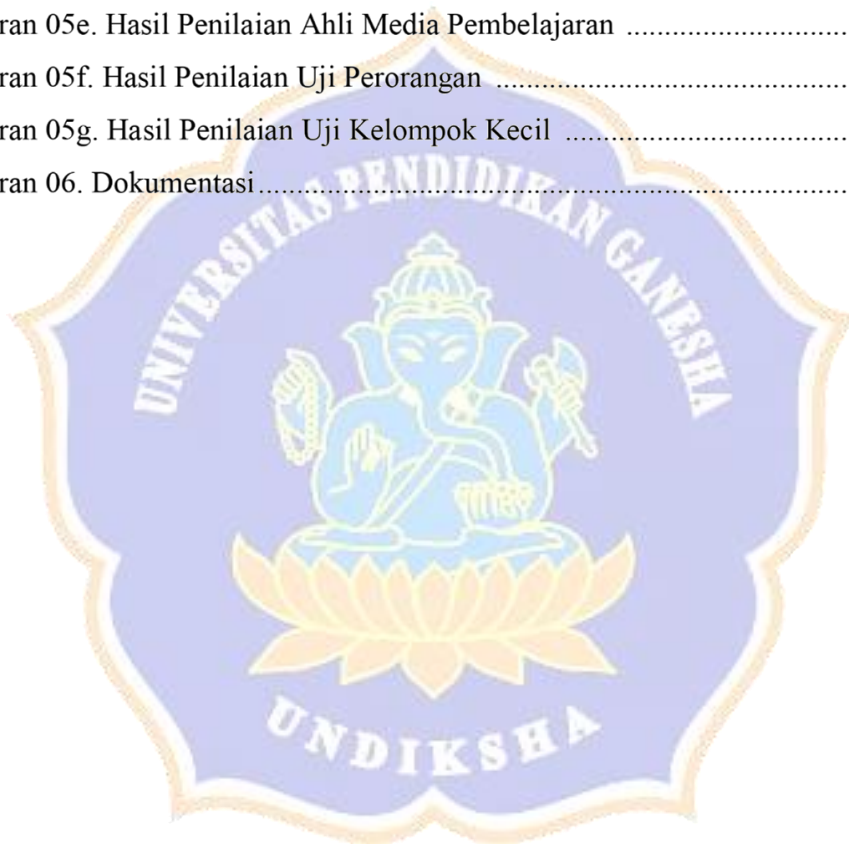 ran 05e. Hasil Penilaian Ahli Media Pembelajaran ..............................
ran 05f. Hasil Penilaian Uji Perorangan ................................................
ran 05g. Hasil Penilaian Uji Kelompok Kecil ......................................
ran 06. Dokumentasi................................................................................
UNIVERSITAS PENDIDIKAN GANESHA
UNDIKSHA